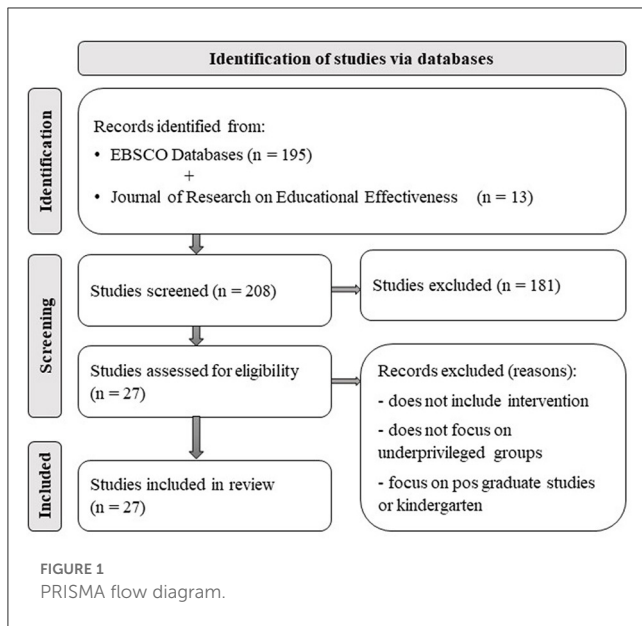 Identification of studies via databases
Identification
Records identified from:
• EBSCO Databases (n = 195)
+
• Journal of Research on Educational Effectiveness (n = 13)
Screening
Studies screened (n = 208)
Studies excluded (n = 181)
Studies assessed for eligibility
(n = 27)
Records excluded (reasons):
- does not include intervention
- does not focus on
underprivileged groups
- focus on pos graduate studies
or kindergarten
Included
Studies included in review
(n = 27)
FIGURE 1
PRISMA flow diagram.